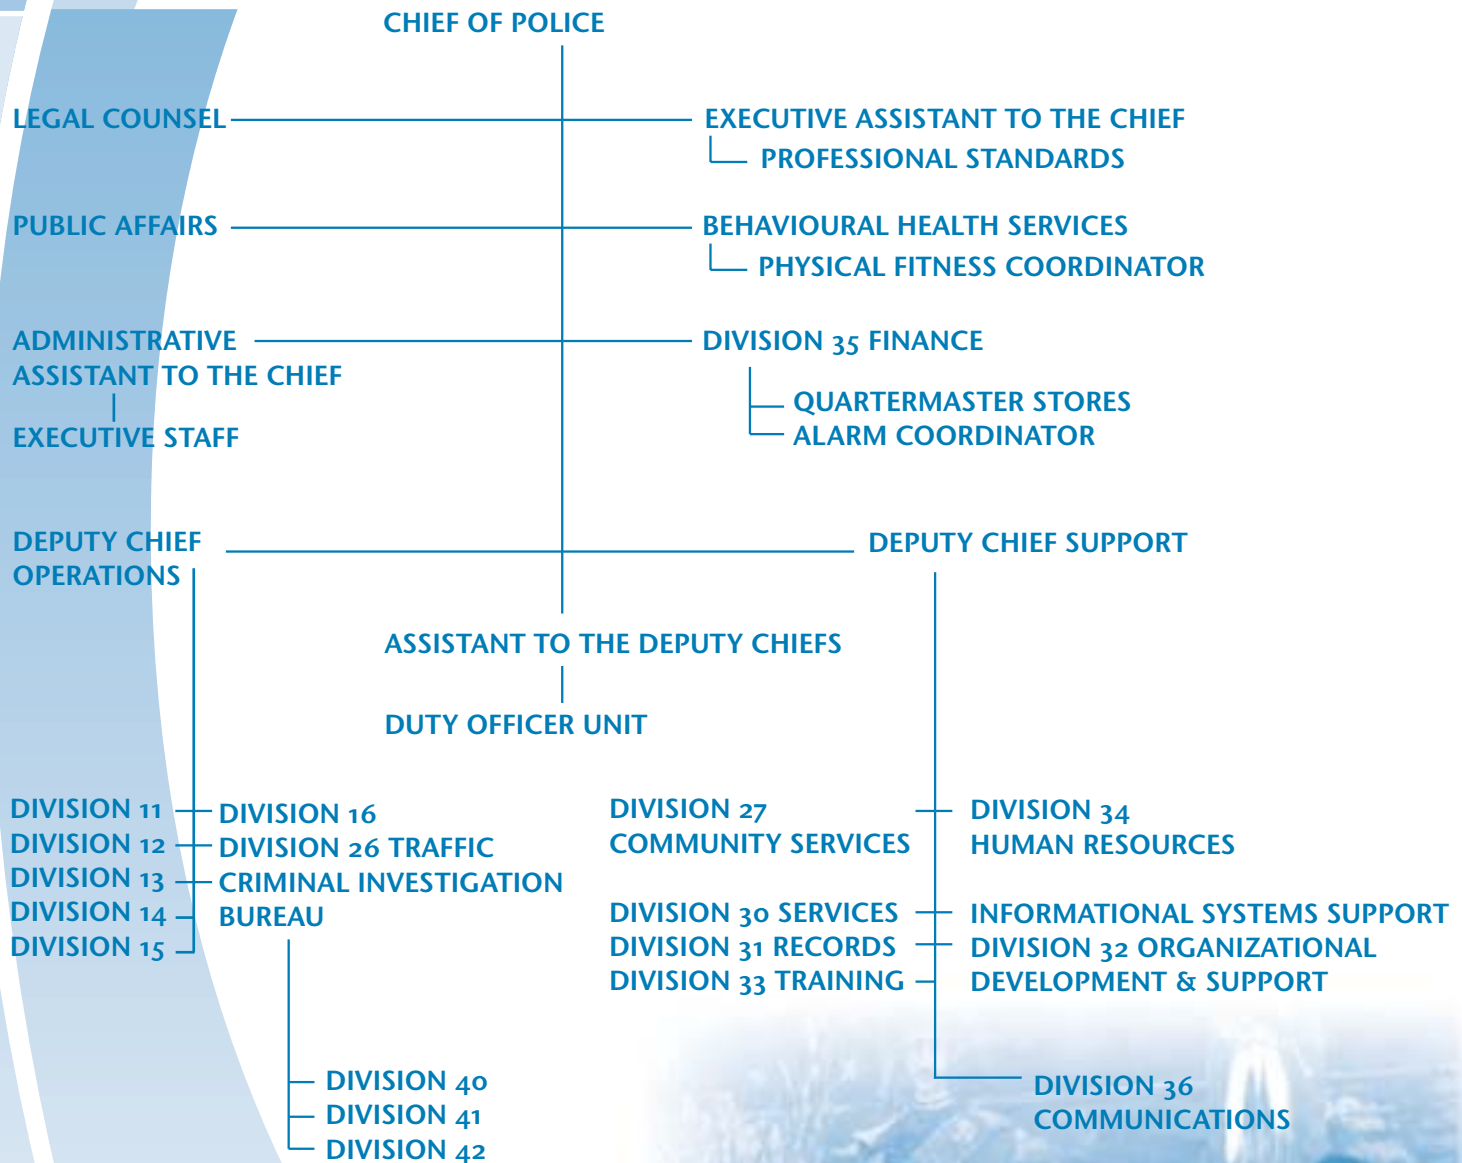 CHIEF OF POLICE
LEGAL COUNSEL
EXECUTIVE ASSISTANT TO THE CHIEF
PROFESSIONAL STANDARDS
PUBLIC AFFAIRS
BEHAVIOURAL HEALTH SERVICES
PHYSICAL FITNESS COORDINATOR
ADMINISTRATIVE
ASSISTANT TO THE CHIEF
EXECUTIVE STAFF
DIVISION 35 FINANCE
QUARTERMASTER STORES
ALARM COORDINATOR
DEPUTY CHIEF
OPERATIONS
DEPUTY CHIEF SUPPORT
ASSISTANT TO THE DEPUTY CHIEFS
DUTY OFFICER UNIT
DIVISION 11
DIVISION 12
DIVISION 13
DIVISION 14
DIVISION 15
DIVISION 16
DIVISION 26 TRAFFIC
CRIMINAL INVESTIGATION
BUREAU
DIVISION 40
DIVISION 41
DIVISION 42
DIVISION 27
COMMUNITY SERVICES
DIVISION 30 SERVICES
DIVISION 31 RECORDS
DIVISION 33 TRAINING
DIVISION 34
HUMAN RESOURCES
INFORMATIONAL SYSTEMS SUPPORT
DIVISION 32 ORGANIZATIONAL
DEVELOPMENT & SUPPORT
DIVISION 36
COMMUNICATIONS